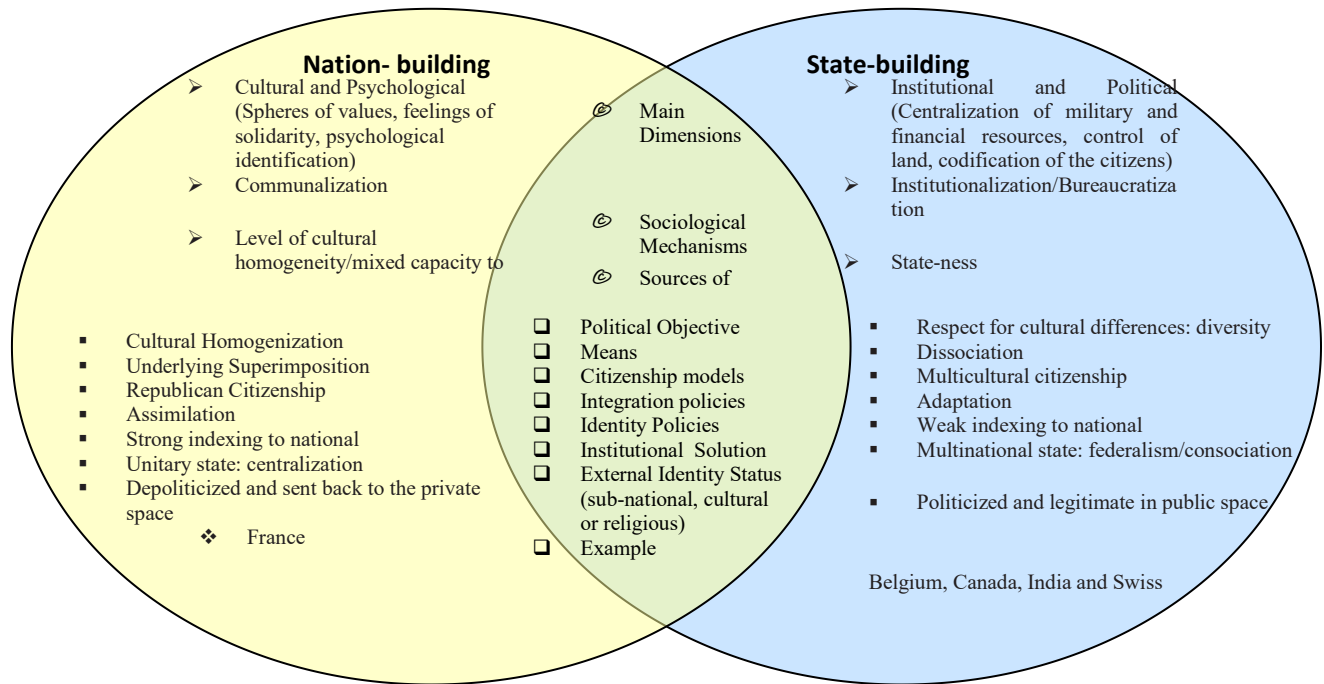 Nation- building
➢ Cultural and Psychological
(Spheres of values, feelings of
solidarity, psychological
identification)
➢ Communalization
➢ Level of cultural
homogeneity/mixed capacity to
▪ Cultural Homogenization
▪ Underlying Superimposition
▪ Republican Citizenship
▪ Assimilation
▪ Strong indexing to national
▪ Unitary state: centralization
▪ Depoliticized and sent back to the private
space
❖ France
Main
Dimensions
Sociological
Mechanisms
Sources of
❑ Political Objective
❑ Means
❑ Citizenship models
❑ Integration policies
❑ Identity Policies
❑ Institutional Solution
❑ External Identity Status
(sub-national, cultural
or religious)
❑ Example
State-building
➢ Institutional and Political
(Centralization of military and
financial resources, control of
land, codification of the citizens)
➢ Institutionalization/Bureaucratiza
tion
➢ State-ness
▪ Respect for cultural differences: diversity
▪ Dissociation
▪ Multicultural citizenship
▪ Adaptation
▪ Weak indexing to national
▪ Multinational state: federalism/consociation
▪ Politicized and legitimate in public space
Belgium, Canada, India and Swiss